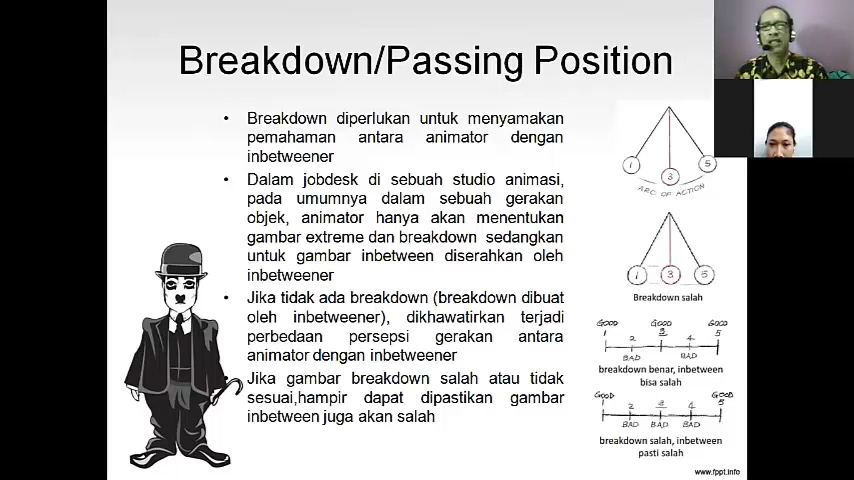 Breakdown/Passing Position
• Breakdown diperlukan untuk menyamakan
pemahaman antara animator dengan
inbetweener
• Dalam jobdesk di sebuah studio animasi,
pada umumnya dalam sebuah gerakan
objek, animator hanya akan menentukan
gambar extreme dan breakdown sedangkan
untuk gambar inbetween diserahkan oleh
inbetweener
• Jika tidak ada breakdown (breakdown dibuat
oleh inbetweener), dikhawatirkan terjadi
perbedaan persepsi gerakan antara
animator dengan inbetweener
• Jika gambar breakdown salah atau tidak
sesuai,hampir dapat dipastikan gambar
inbetween juga akan salah
1 3 5
ARC OF ACTION
1 3 5
Breakdown salah
GOOD GOOD GOOD
1 2 3 4 5
BAD BAD
breakdown benar, inbetween
bisa salah
GOOD GOOD
1 2 3 4 5
BAD BAD BAD
breakdown salah, inbetween
pasti salah
www.fppt.info